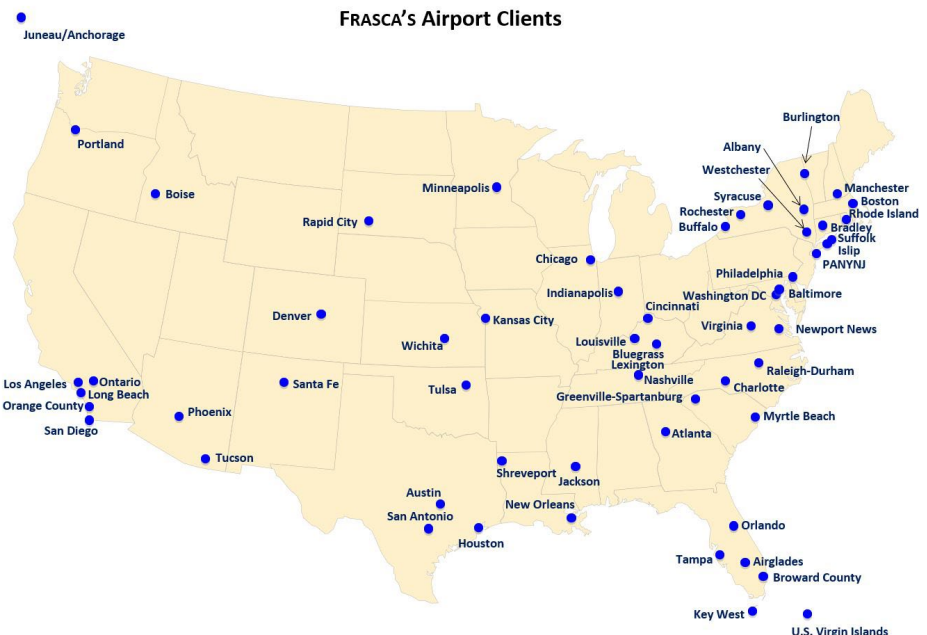 FRASCA'S Airport Clients
Juneau/Anchorage
Burlington
Portland
Albany
Westchester
Minneapolis
Manchester
Boise
Syracuse
Boston
Rochester
Rhode Island
Rapid City
Buffalo
Bradley
Suffolk
Islip
Chicago
PANYNJ
Philadelphia
Indianapolis
Washington DC
Baltimore
Cincinnati
Denver
Kansas City
Virginia
Newport News
Wichita
Louisville
Bluegrass
Lexington
Raleigh-Durham
Los Angeles
Ontario
Santa Fe
Tulsa
Nashville
Charlotte
Long Beach
Greenville-Spartanburg
Orange County
Phoenix
Myrtle Beach
San Diego
Atlanta
Tucson
Shreveport
Jackson
Austin
New Orleans
San Antonio
Orlando
Houston
Tampa
Airglades
Broward County
Key West
U.S. Virgin Islands